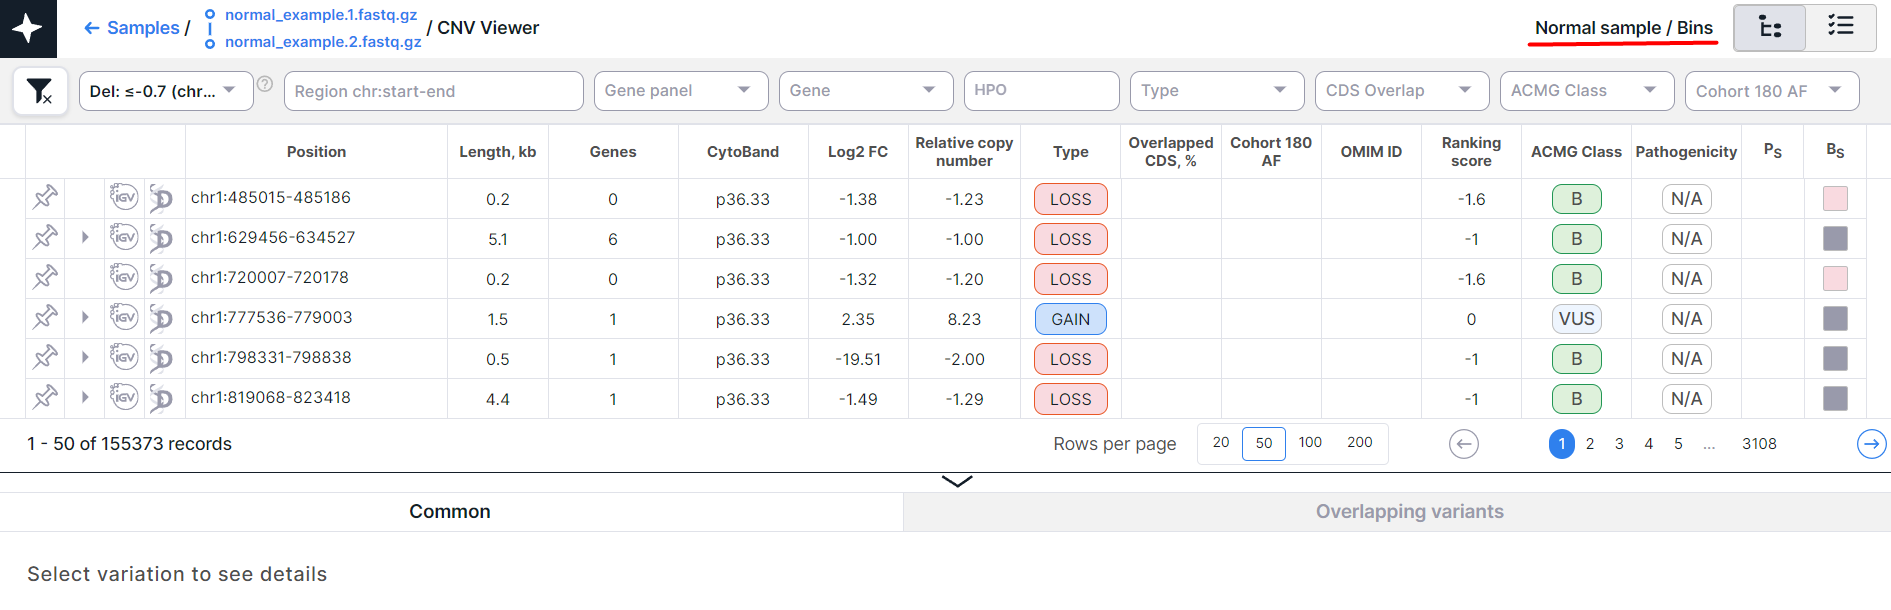 ← Samples / normal_example.1.fastq.gz normal_example.2.fastq.gz / CNV Viewer
Normal sample / Bins
Del: ≤-0.7 (chr... ? Region chr:start-end Gene panel Gene HPO Type CDS Overlap ACMG Class Cohort 180 AF
Position Length, kb Genes CytoBand Log2 FC Relative copy number Type Overlapped CDS, % Cohort 180 AF OMIM ID Ranking score ACMG Class Pathogenicity PS BS
IGV D chr1:485015-485186 0.2 0 p36.33 -1.38 -1.23 LOSS -1.6 B N/A
IGV D chr1:629456-634527 5.1 6 p36.33 -1.00 -1.00 LOSS -1 B N/A
IGV D chr1:720007-720178 0.2 0 p36.33 -1.32 -1.20 LOSS -1.6 B N/A
IGV D chr1:777536-779003 1.5 1 p36.33 2.35 8.23 GAIN 0 VUS N/A
IGV D chr1:798331-798838 0.5 1 p36.33 -19.51 -2.00 LOSS -1 B N/A
IGV D chr1:819068-823418 4.4 1 p36.33 -1.49 -1.29 LOSS -1 B N/A
1 - 50 of 155373 records Rows per page 20 50 100 200 1 2 3 4 5 ... 3108
Common Overlapping variants
Select variation to see details